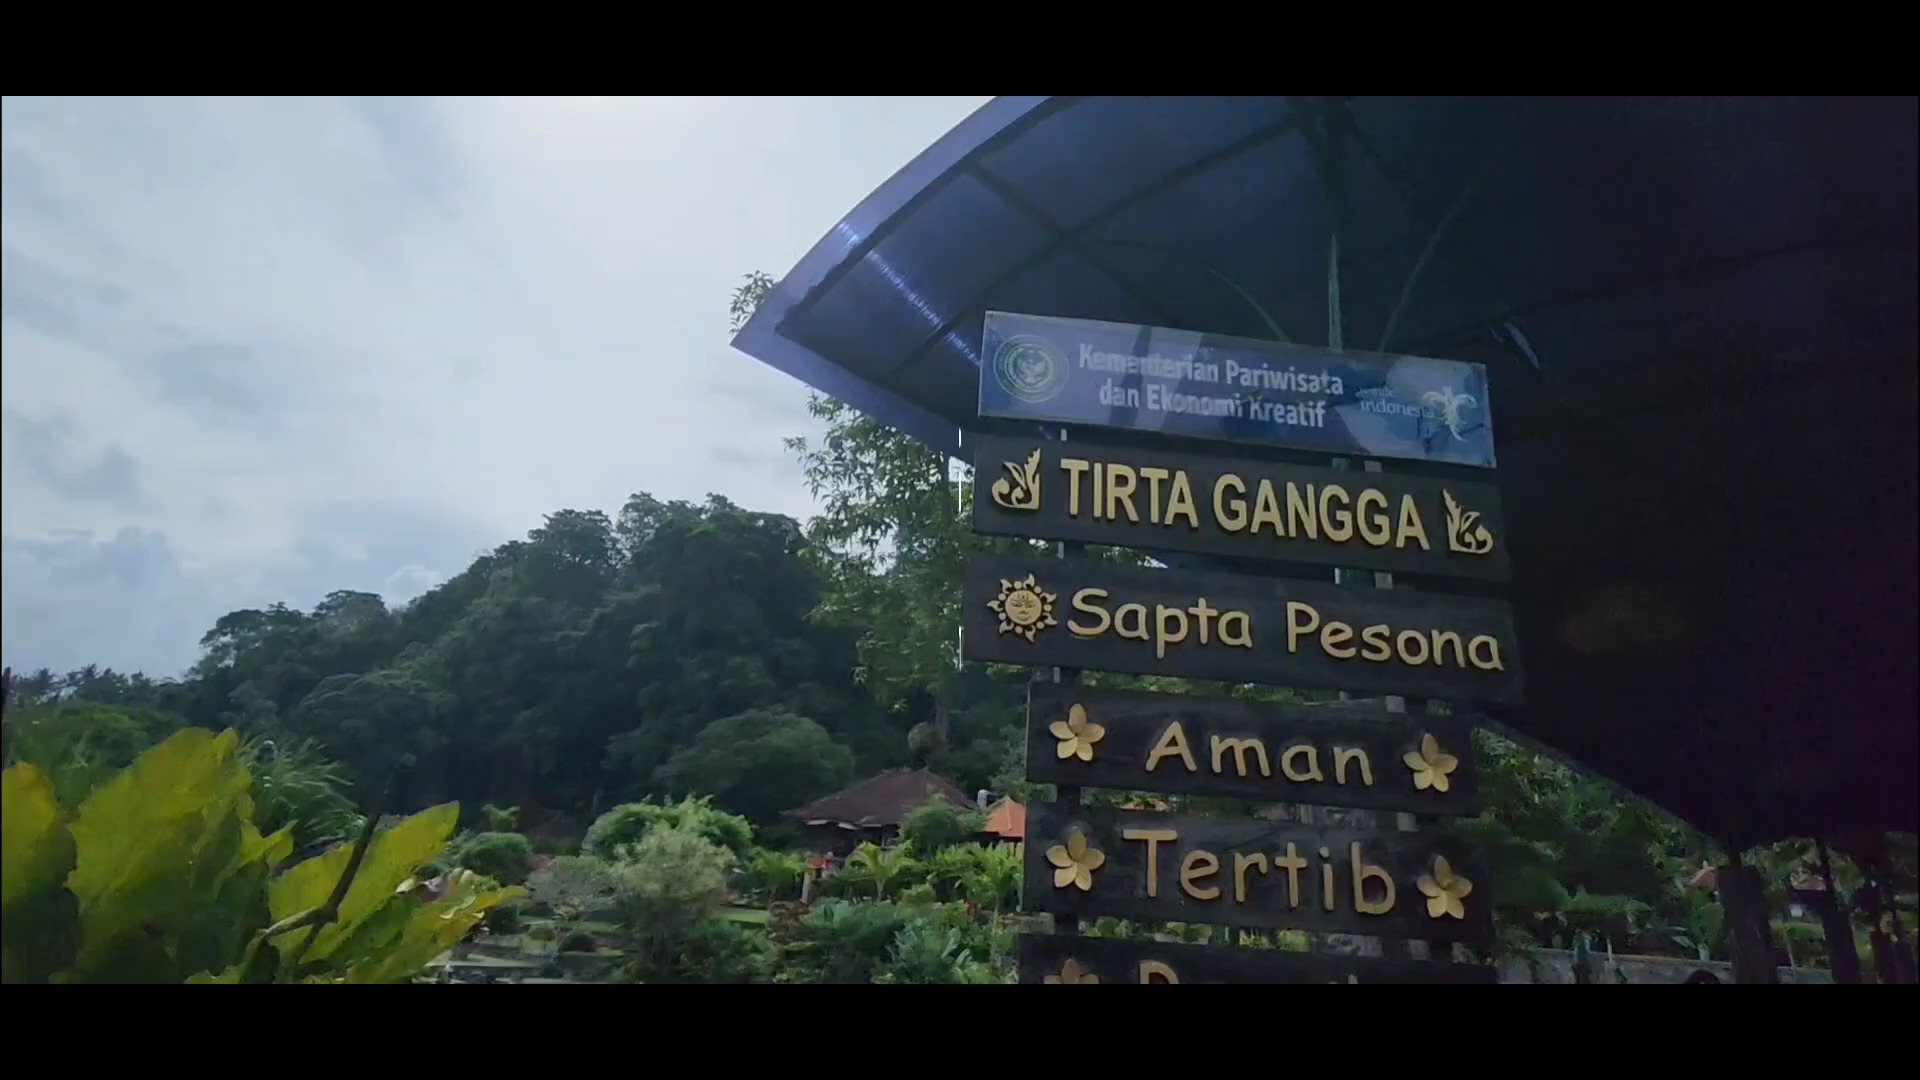 Kementerian Pariwisata
dan Ekonomi Kreatif
indonesia
TIRTA GANGGA
Sapta Pesona
Aman
Tertib